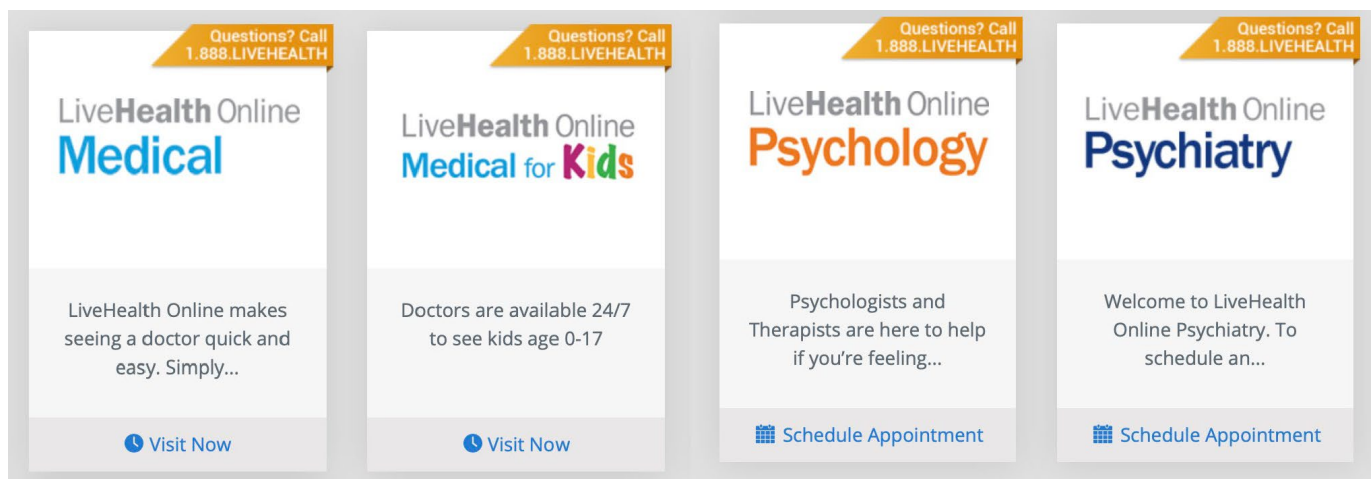 Questions? Call
1.888.LIVEHEALTH
LiveHealth Online
Medical
LiveHealth Online makes
seeing a doctor quick and
easy. Simply...
Visit Now
Questions? Call
1.888.LIVEHEALTH
LiveHealth Online
Medical for Kids
Doctors are available 24/7
to see kids age 0-17
Visit Now
Questions? Call
1.888.LIVEHEALTH
LiveHealth Online
Psychology
Psychologists and
Therapists are here to help
if you’re feeling...
Schedule Appointment
Questions? Call
1.888.LIVEHEALTH
LiveHealth Online
Psychiatry
Welcome to LiveHealth
Online Psychiatry. To
schedule an...
Schedule Appointment